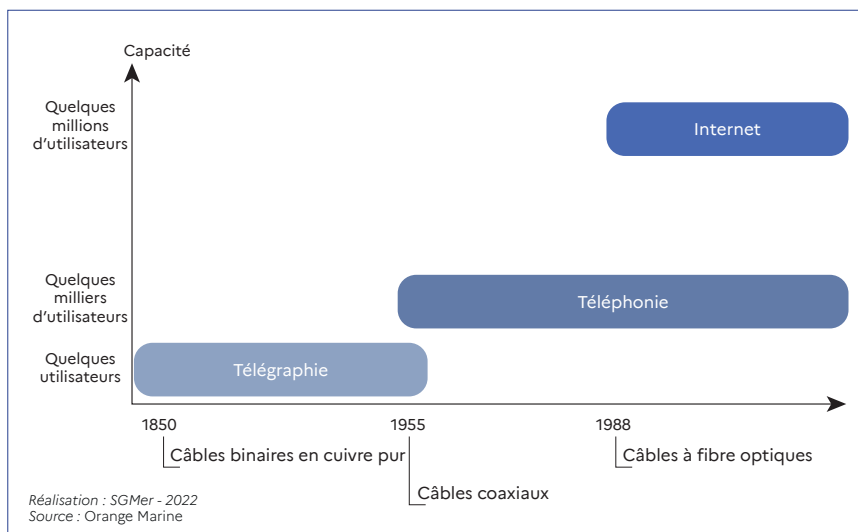 Capacité
Quelques
millions
d'utilisateurs
Internet
Quelques
milliers
d'utilisateurs
Téléphonie
Quelques
utilisateurs
Télégraphie
1850
1955
1988
Câbles binaires en cuivre pur
Câbles à fibre optiques
Câbles coaxiaux
Réalisation : SGMer - 2022
Source : Orange Marine